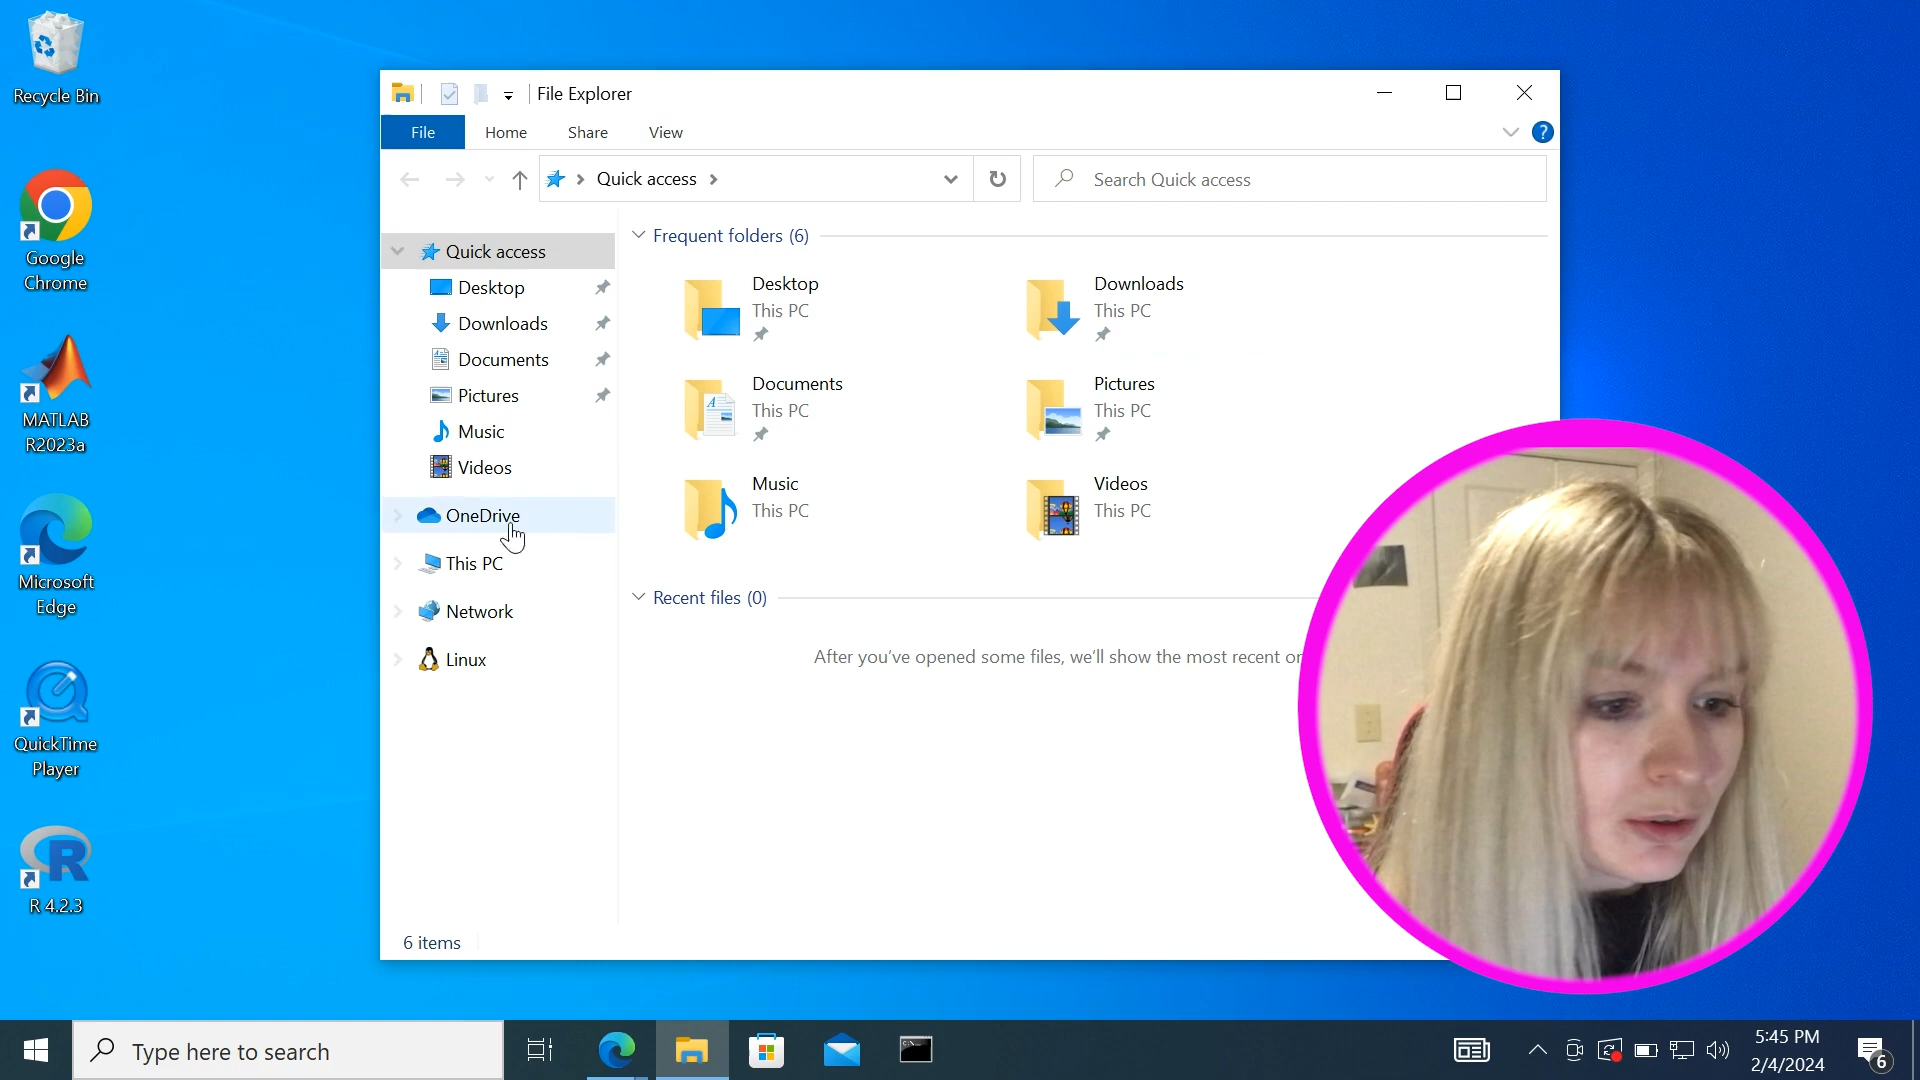 Recycle Bin
Google
Chrome
MATLAB
R2023a
Microsoft
Edge
QuickTime
Player
R 4.2.3
File Explorer
File
Home
Share
View
?
Quick access
Search Quick access
Quick access
Desktop
Downloads
Documents
Pictures
Music
Videos
OneDrive
This PC
Network
Linux
Frequent folders (6)
Desktop
This PC
Downloads
This PC
Documents
This PC
Pictures
This PC
Music
This PC
Videos
This PC
Recent files (0)
After you've opened some files, we'll show the most recent
6 items
Type here to search
5:45 PM
2/4/2024
6